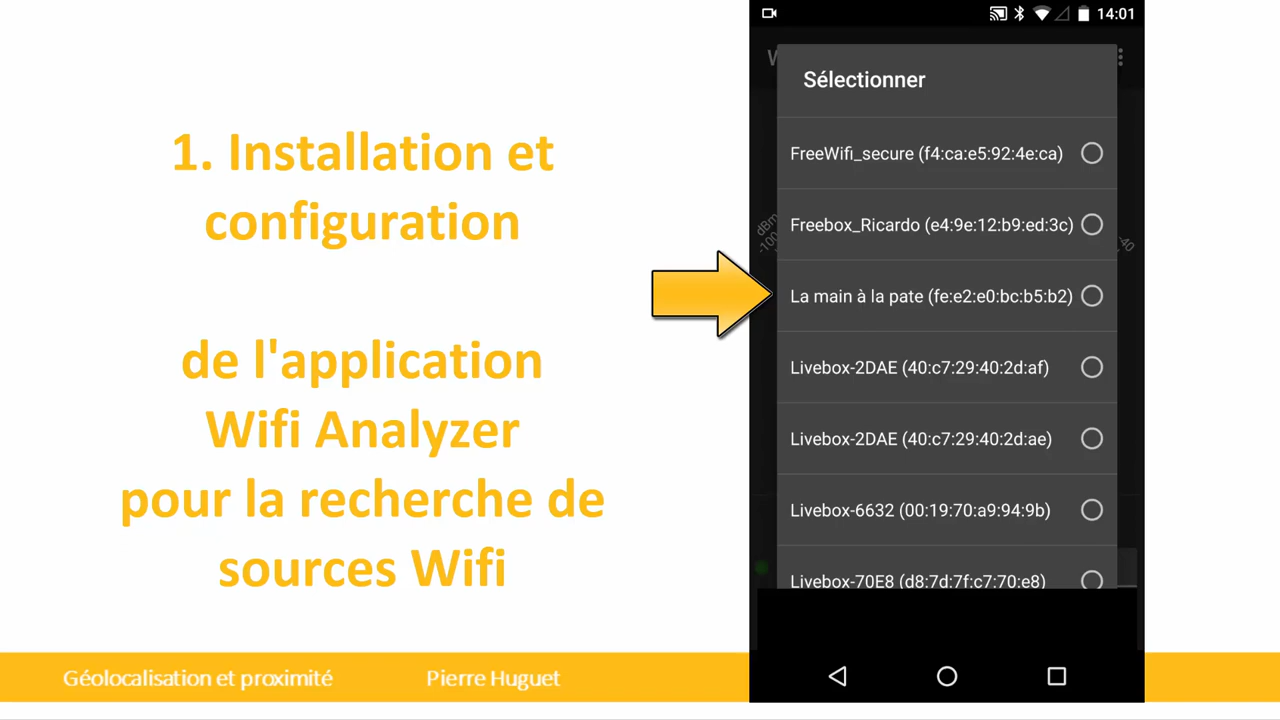 1. Installation et
configuration
de l'application
Wifi Analyzer
pour la recherche de
sources Wifi
Géolocalisation et proximité
Pierre Huguet
14:01
W
Sélectionner
FreeWifi_secure (f4:ca:e5:92:4e:ca)
Freebox_Ricardo (e4:9e:12:b9:ed:3c)
dBm
-100
-40
La main à la pate (fe:e2:e0:bc:b5:b2)
Livebox-2DAE (40:c7:29:40:2d:af)
Livebox-2DAE (40:c7:29:40:2d:ae)
Livebox-6632 (00:19:70:a9:94:9b)
Livebox-70E8 (d8:7d:7f:c7:70:e8)